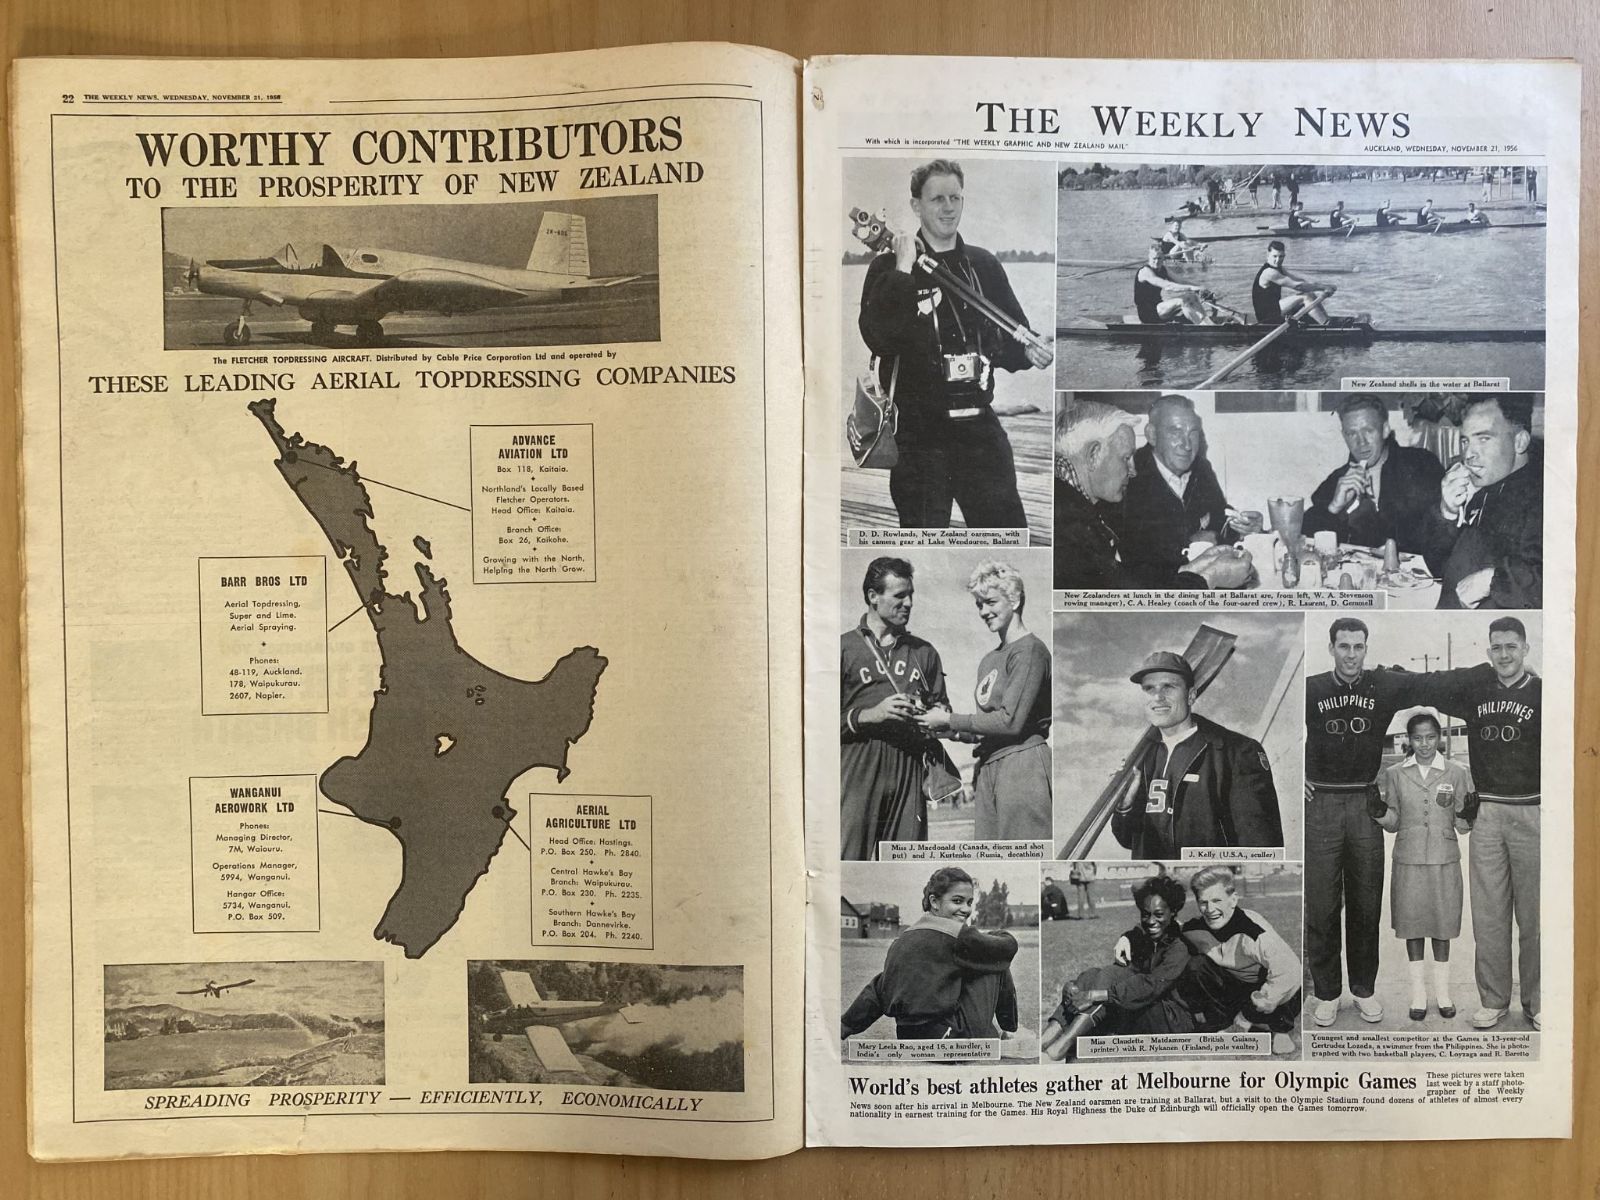 22 THE WEEKLY NEWS, WEDNESDAY, NOVEMBER 21, 1956
WORTHY CONTRIBUTORS
TO THE PROSPERITY OF NEW ZEALAND
The FLETCHER TOPDRESSING AIRCRAFT. Distributed by Cable Price Corporation Ltd and operated by
THESE LEADING AERIAL TOPDRESSING COMPANIES
ADVANCE
AVIATION LTD
Box 118, Kaitaia.
Northland's Locally Based
Fletcher Operators.
Head Office: Kaitaia.
Branch Office:
Box 26, Kaikohe.
Growing with the North,
Helping the North Grow.
BARR BROS LTD
Aerial Topdressing,
Super and Lime.
Aerial Spraying.
Phones:
48-119, Auckland.
178, Waipukurau.
2607, Napier.
WANGANUI
AEROWORK LTD
Phones:
Managing Director,
7M, Waiouru.
Operations Manager,
5994, Wanganui.
Hangar Office:
5734, Wanganui.
P.O. Box 509.
AERIAL
AGRICULTURE LTD
Head Office: Hastings.
P.O. Box 250. Ph. 2840.
Central Hawke's Bay
Branch: Waipukurau.
P.O. Box 230. Ph. 2235.
Southern Hawke's Bay
Branch: Dannevirke.
P.O. Box 204. Ph. 2240.
SPREADING PROSPERITY — EFFICIENTLY, ECONOMICALLY
THE WEEKLY NEWS
With which is incorporated "THE WEEKLY GRAPHIC AND NEW ZEALAND MAIL"
AUCKLAND, WEDNESDAY, NOVEMBER 21, 1956
D. D. Rowlands, New Zealand oarsman, with
his camera gear at Lake Wendouree, Ballarat
New Zealand shells in the water at Ballarat
New Zealanders at lunch in the dining hall at Ballarat are, from left, W. A. Stevenson
rowing manager), C. A. Healey (coach of the four-oared crew), R. Laurent, D. Gemmell
CCCP
Miss J. Macdonald (Canada, discus and shot
put) and J. Kurtenko (Russia, decathlon)
S.
J. Kelly (U.S.A., sculler)
PHILIPPINES
PHILIPPINES
Mary Leela Rao, aged 16, a hurdler, is
India's only woman representative
Miss Claudette Matdammer (British Guiana,
sprinter) with R. Nykanen (Finland, pole vaulter)
Youngest and smallest competitor at the Games is 13-year-old
Gertrudez Lozada, a swimmer from the Philippines. She is photo-
graphed with two basketball players, C. Loyzaga and R. Baretto
World's best athletes gather at Melbourne for Olympic Games
These pictures were taken
last week by a staff photo-
grapher of the Weekly
News soon after his arrival in Melbourne. The New Zealand oarsmen are training at Ballarat, but a visit to the Olympic Stadium found dozens of athletes of almost every
nationality in earnest training for the Games. His Royal Highness the Duke of Edinburgh will officially open the Games tomorrow.